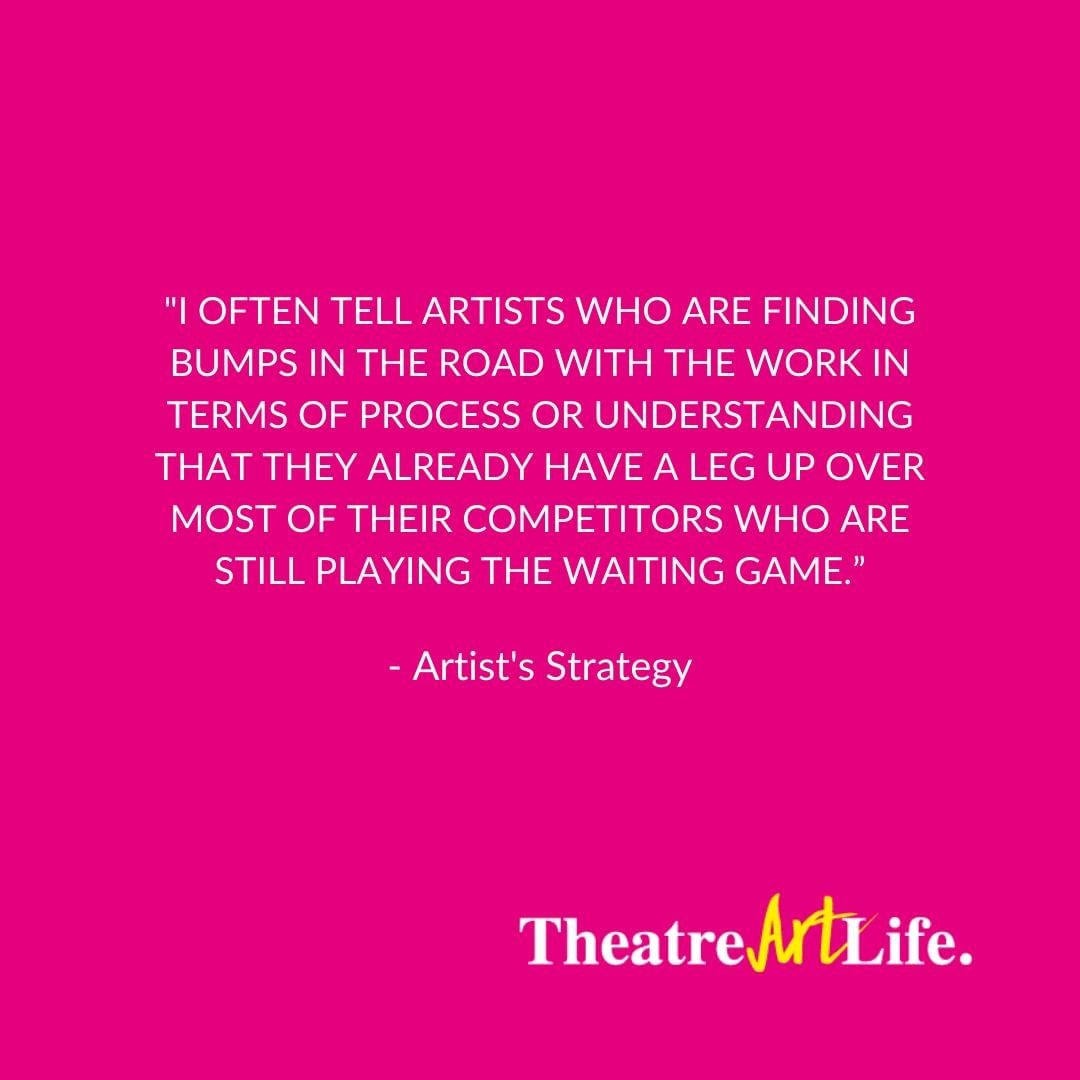 "I OFTEN TELL ARTISTS WHO ARE FINDING
BUMPS IN THE ROAD WITH THE WORK IN
TERMS OF PROCESS OR UNDERSTANDING
THAT THEY ALREADY HAVE A LEG UP OVER
MOST OF THEIR COMPETITORS WHO ARE
STILL PLAYING THE WAITING GAME.”
- Artist's Strategy
TheatreArtLife.